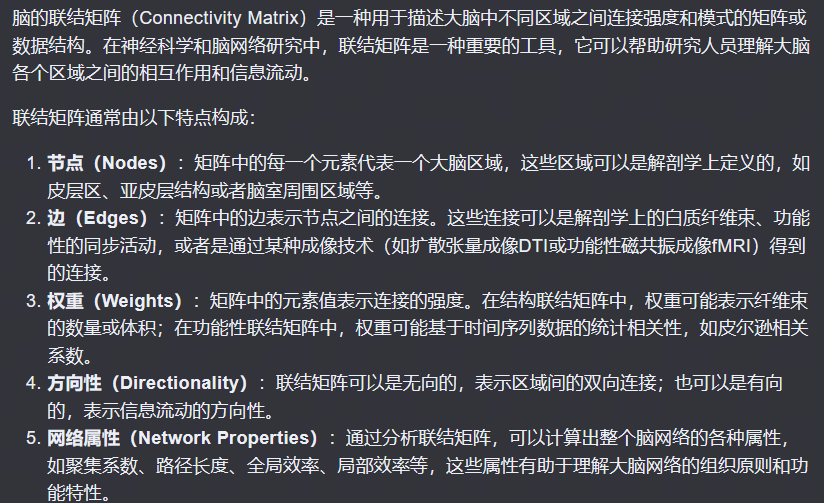 脑的联结矩阵（Connectivity Matrix）是一种用于描述大脑中不同区域之间连接强度和模式的矩阵或
数据结构。在神经科学和脑网络研究中，联结矩阵是一种重要的工具，它可以帮助研究人员理解大脑
各个区域之间的相互作用和信息流动。
联结矩阵通常由以下特点构成：
1. 节点（Nodes）：矩阵中的每一个元素代表一个大脑区域，这些区域可以是解剖学上定义的，如
皮层区、亚皮层结构或者脑室周围区域等。
2. 边（Edges）：矩阵中的边表示节点之间的连接。这些连接可以是解剖学上的白质纤维束、功能
性的同步活动，或者是通过某种成像技术（如扩散张量成像DTI或功能性磁共振成像fMRI）得到
的连接。
3. 权重（Weights）：矩阵中的元素值表示连接的强度。在结构联结矩阵中，权重可能表示纤维束
的数量或体积；在功能性联结矩阵中，权重可能基于时间序列数据的统计相关性，如皮尔逊相关
系数。
4. 方向性（Directionality）：联结矩阵可以是无向的，表示区域间的双向连接；也可以是有向
的，表示信息流动的方向性。
5. 网络属性（Network Properties）：通过分析联结矩阵，可以计算出整个脑网络的各种属性，
如聚集系数、路径长度、全局效率、局部效率等，这些属性有助于理解大脑网络的组织原则和功
能特性。